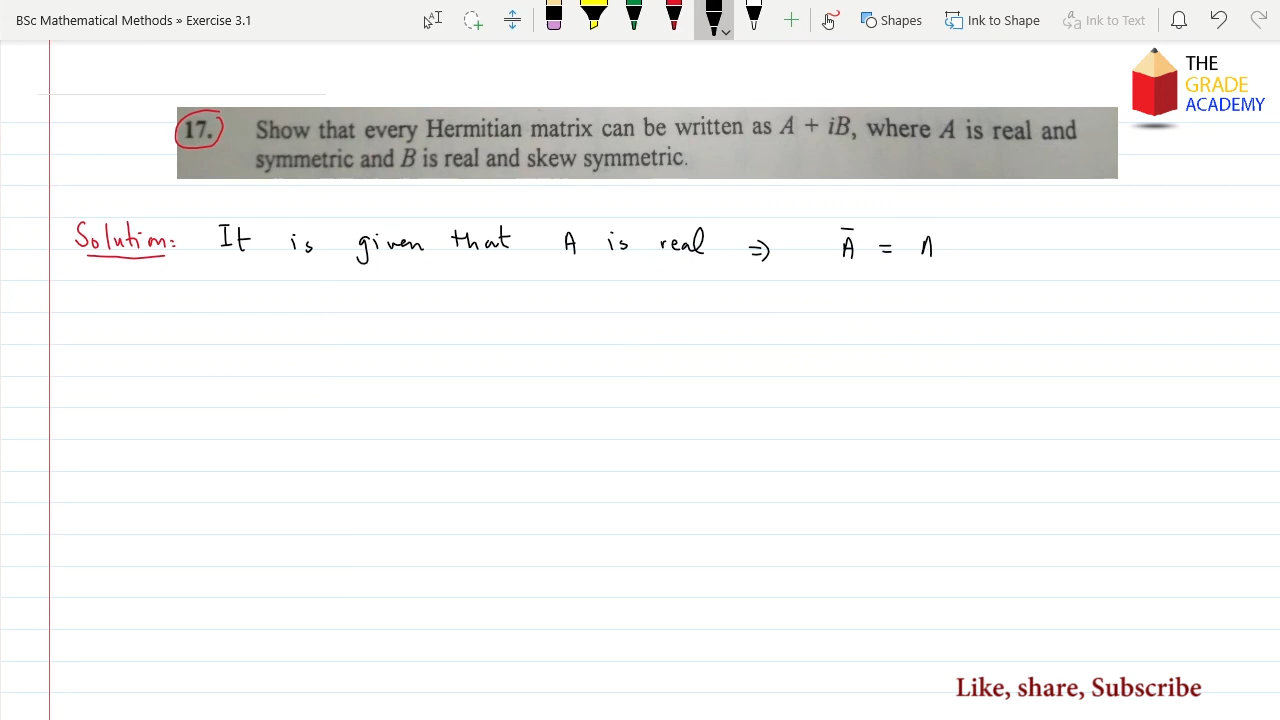 BSc Mathematical Methods » Exercise 3.1
Shapes
Ink to Shape
Ink to Text
THE
GRADE
ACADEMY
17. Show that every Hermitian matrix can be written as A + iB, where A is real and
symmetric and B is real and skew symmetric.
Solution: It is given that A is real ⇒ Ā = Λ
Like, share, Subscribe